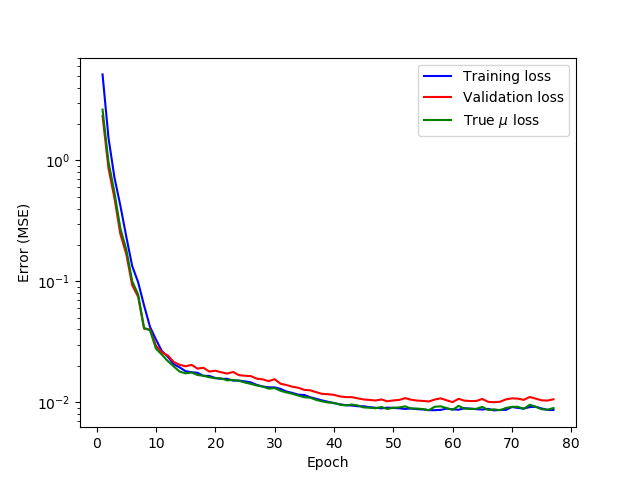 Training loss
Validation loss
True μ loss
10⁰
10⁻¹
10⁻²
Error (MSE)
0 10 20 30 40 50 60 70 80
Epoch